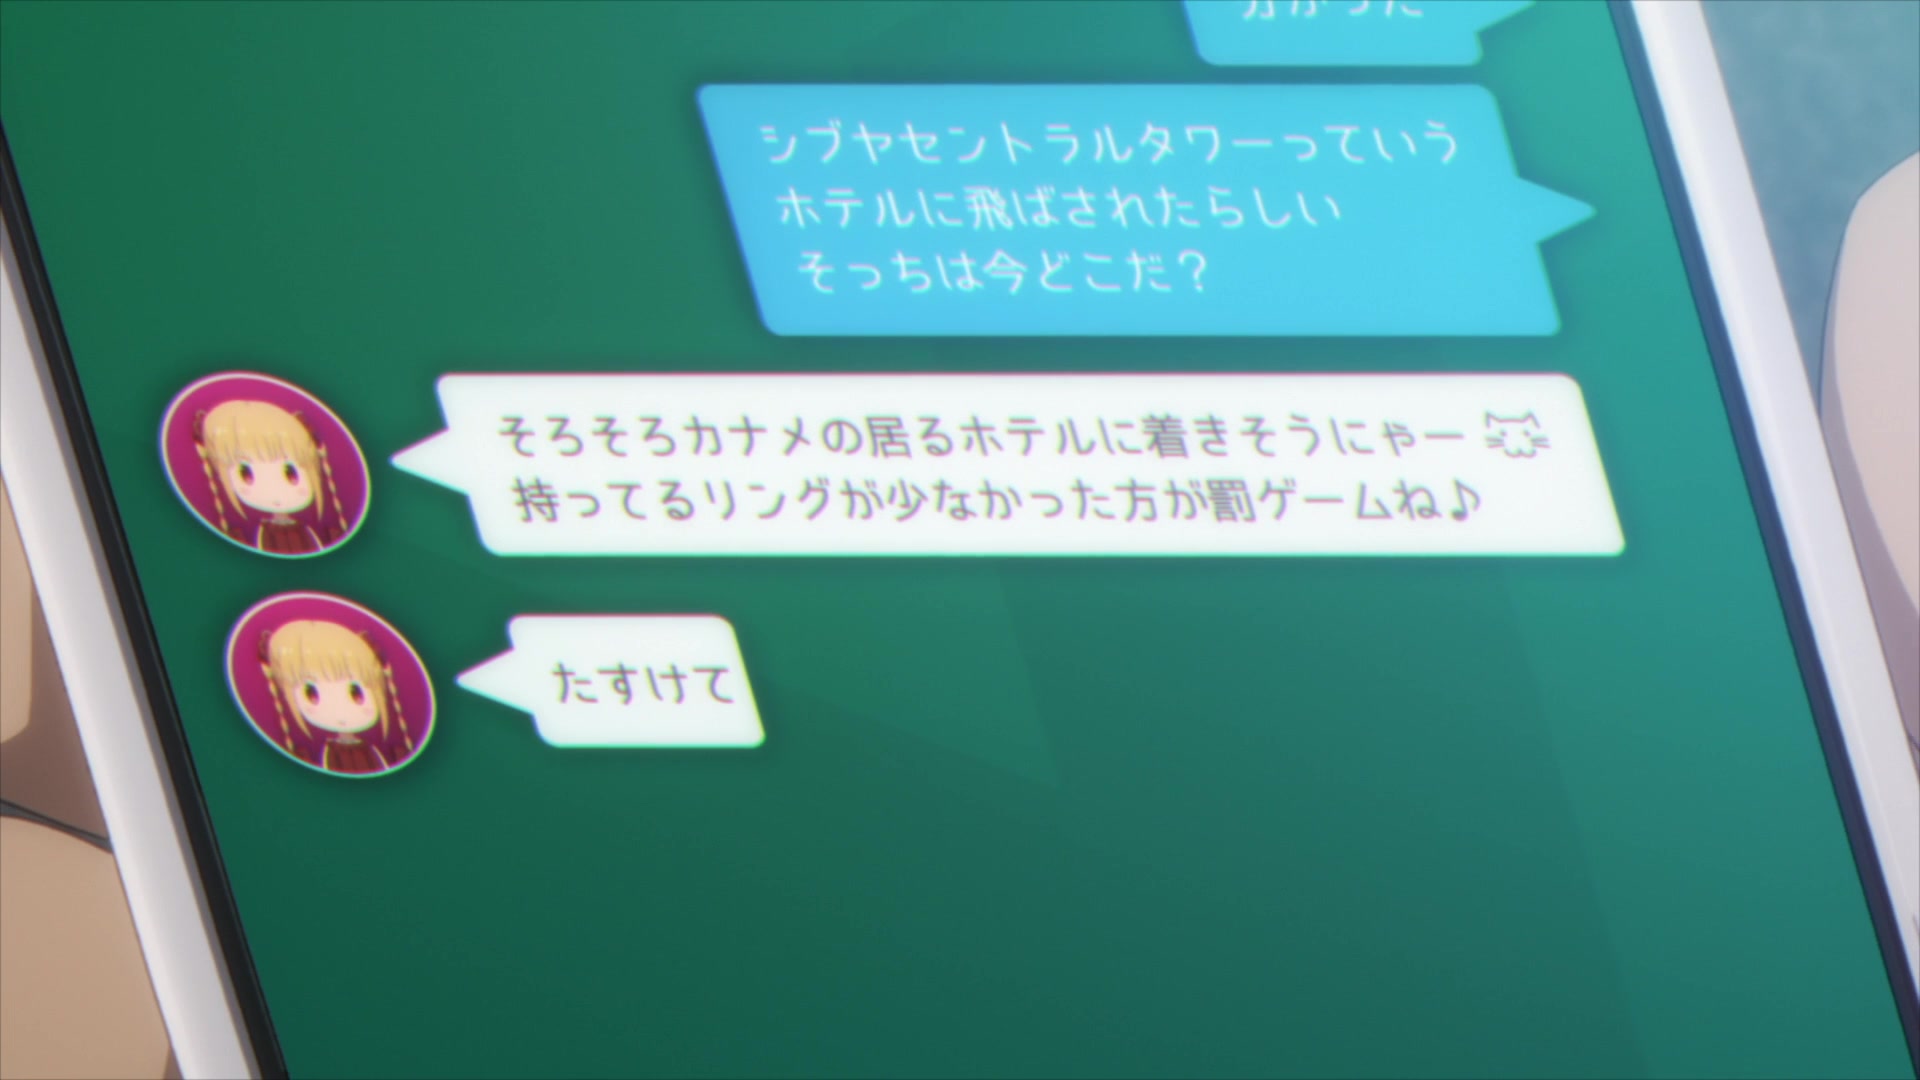 分かった
シブヤセントラルタワーっていう
ホテルに飛ばされたらしい
そっちは今どこだ？
そろそろカナメの居るホテルに着きそうにゃー
持ってるリングが少なかった方が罰ゲームね♪
たすけて